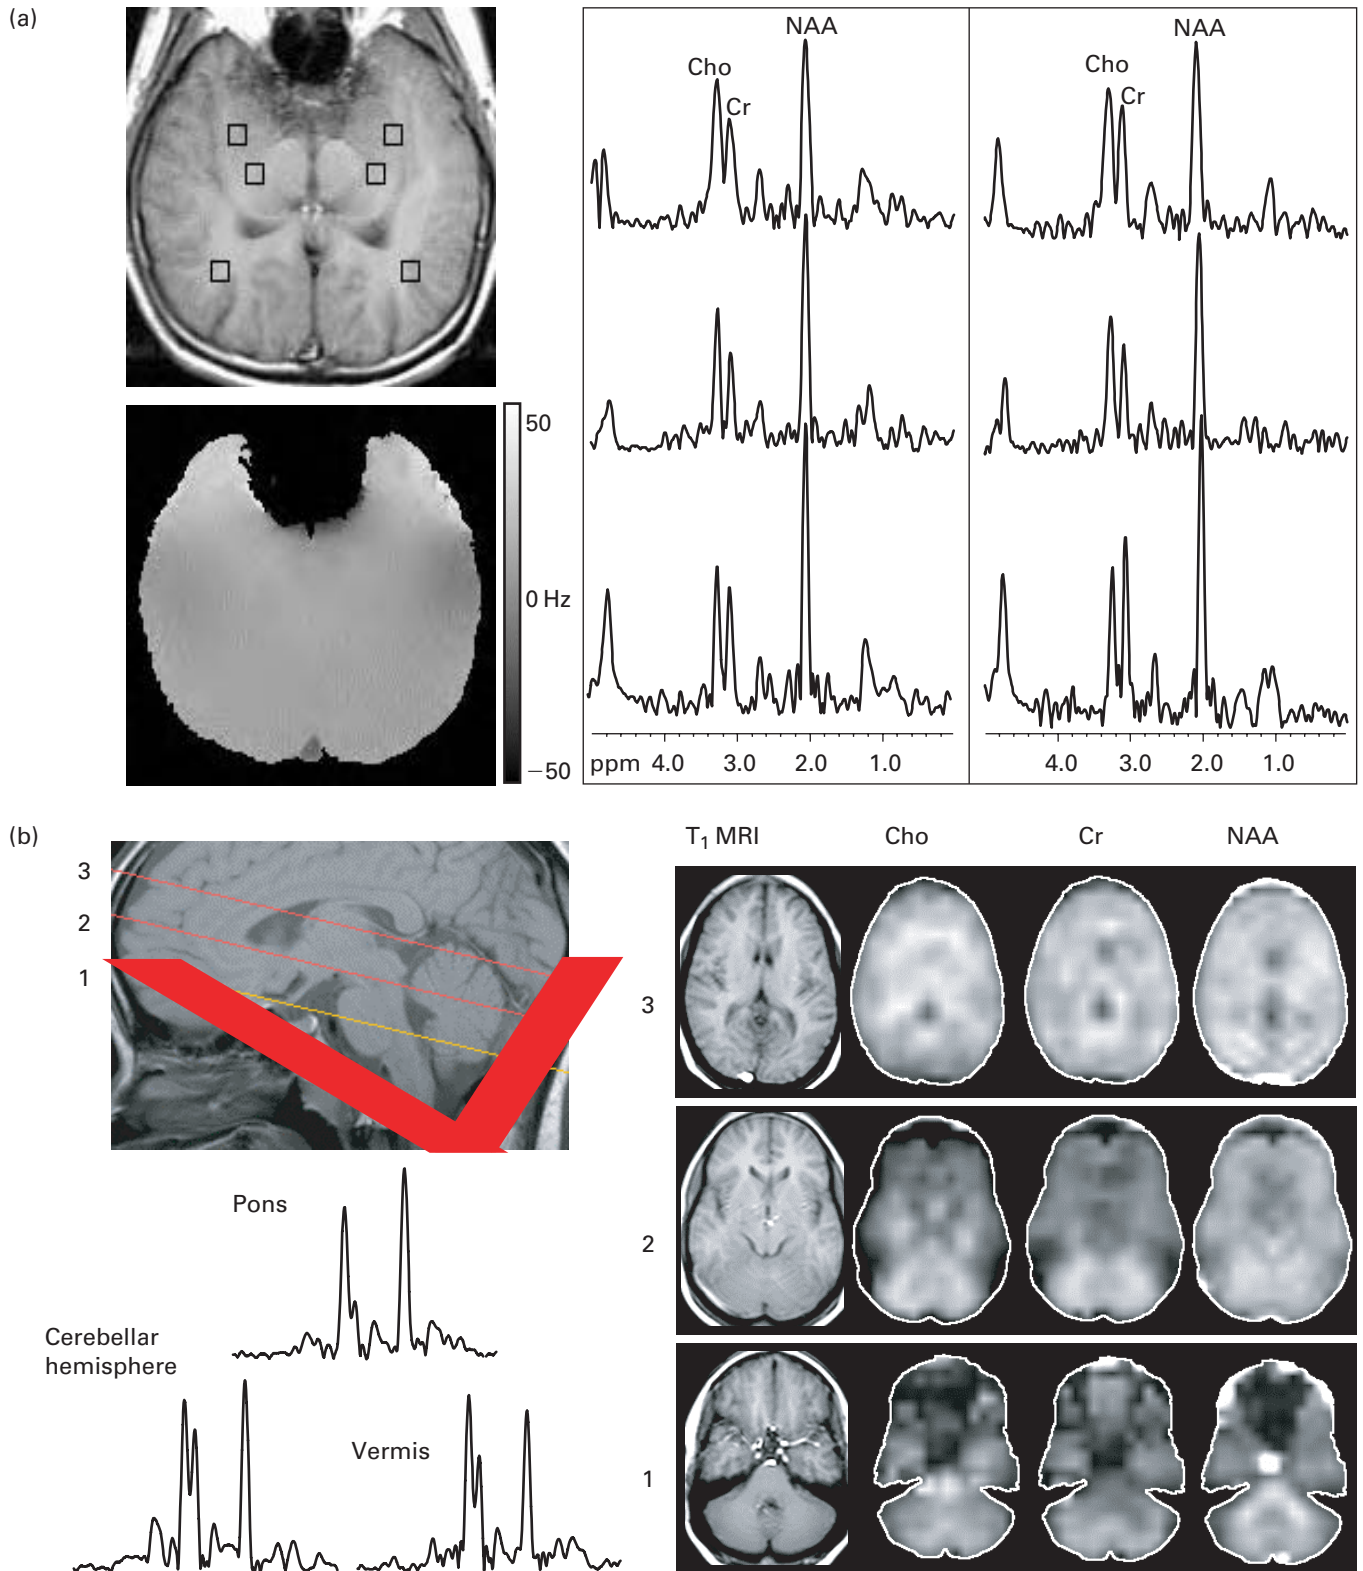 (a)
NAA
Cho
Cr
NAA
Cho
Cr
50
0 Hz
−50
ppm 4.0 3.0 2.0 1.0
4.0 3.0 2.0 1.0
(b)
T₁ MRI Cho Cr NAA
3
2
1
3
2
1
Pons
Cerebellar
hemisphere
Vermis